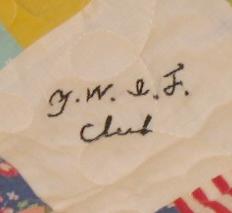 Y. W. I. F.
Club